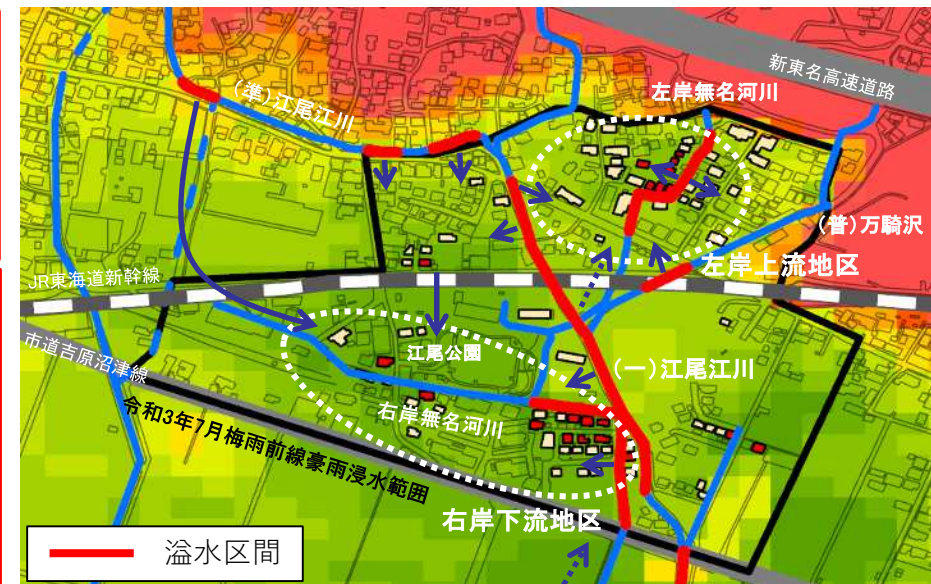 新東名高速道路
左岸無名河川
(準)江尾江川
(普)万騎沢
左岸上流地区
JR東海道新幹線
江尾公園
(一)江尾江川
市道吉原沼津線
右岸無名河川
令和3年7月梅雨前線豪雨浸水範囲
右岸下流地区
溢水区間